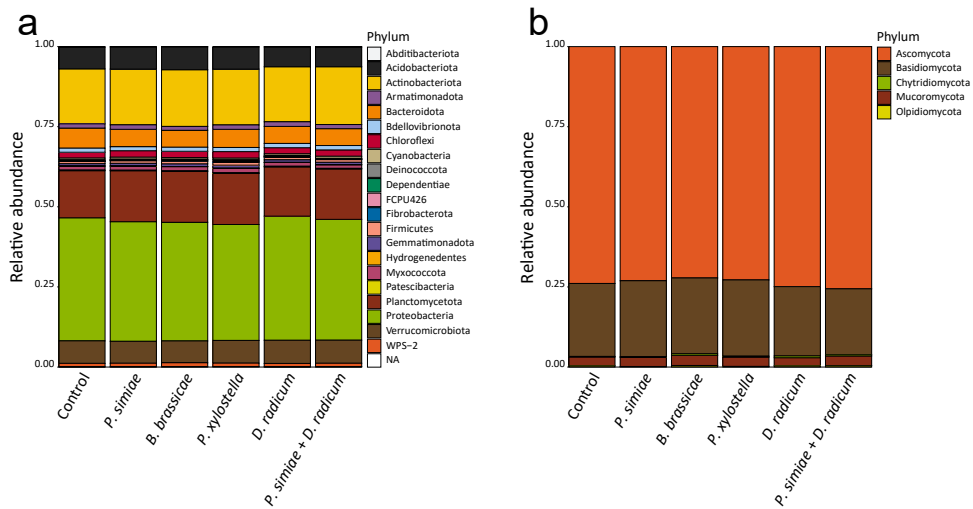 a
Relative abundance
1.00
0.75
0.50
0.25
0.00
Control
P. simiae
B. brassicae
P. xylostella
D. radicum
P. simiae + D. radicum
Phylum
Abditibacteriota
Acidobacteriota
Actinobacteriota
Armatimonadota
Bacteroidota
Bdellovibrionota
Chloroflexi
Cyanobacteria
Deinococcota
Dependentiae
FCPU426
Fibrobacterota
Firmicutes
Gemmatimonadota
Hydrogenedentes
Myxococcota
Patescibacteria
Planctomycetota
Proteobacteria
Verrucomicrobiota
WPS−2
NA
b
Relative abundance
1.00
0.75
0.50
0.25
0.00
Control
P. simiae
B. brassicae
P. xylostella
D. radicum
P. simiae + D. radicum
Phylum
Ascomycota
Basidiomycota
Chytridiomycota
Mucoromycota
Olpidiomycota